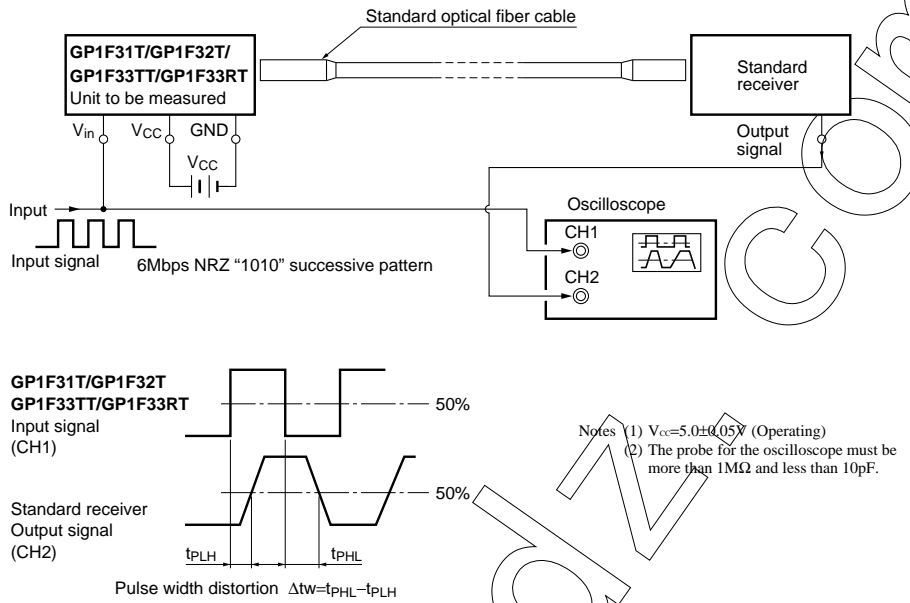 Standard optical fiber cable
GP1F31T/GP1F32T/
GP1F33TT/GP1F33RT
Unit to be measured
Standard
receiver
Vin
VCC
GND
VCC
Output
signal
Input
Input signal
6Mbps NRZ “1010” successive pattern
Oscilloscope
CH1
CH2
GP1F31T/GP1F32T
GP1F33TT/GP1F33RT
Input signal
(CH1)
50%
Notes (1) Vcc=5.0±0.05V (Operating)
(2) The probe for the oscilloscope must be
more than 1MΩ and less than 10pF.
Standard receiver
Output signal
(CH2)
50%
tPLH
tPHL
Pulse width distortion Δtw=tPHL−tPLH